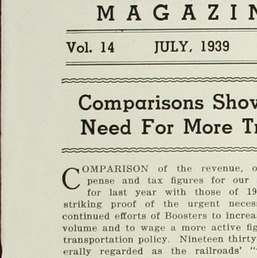 MAGAZIN
Vol. 14 JULY, 1939
Comparisons Show
Need For More Tr
COMPARISON of the revenue, o
pense and tax figures for our
for last year with those of 19
striking proof of the urgent neces
continued efforts of Boosters to increa
volume and to wage a more active fig
transportation policy. Nineteen thirty
erally regarded as the railroads' "